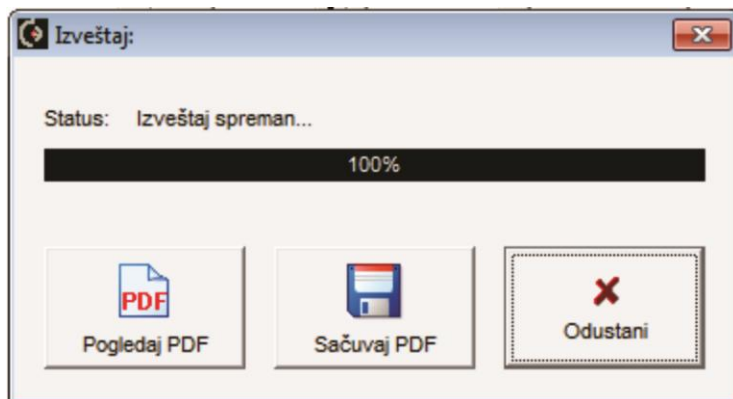 Izveštaj:
Status: Izveštaj spreman...
100%
PDF
Pogledaj PDF
Sačuvaj PDF
Odustani